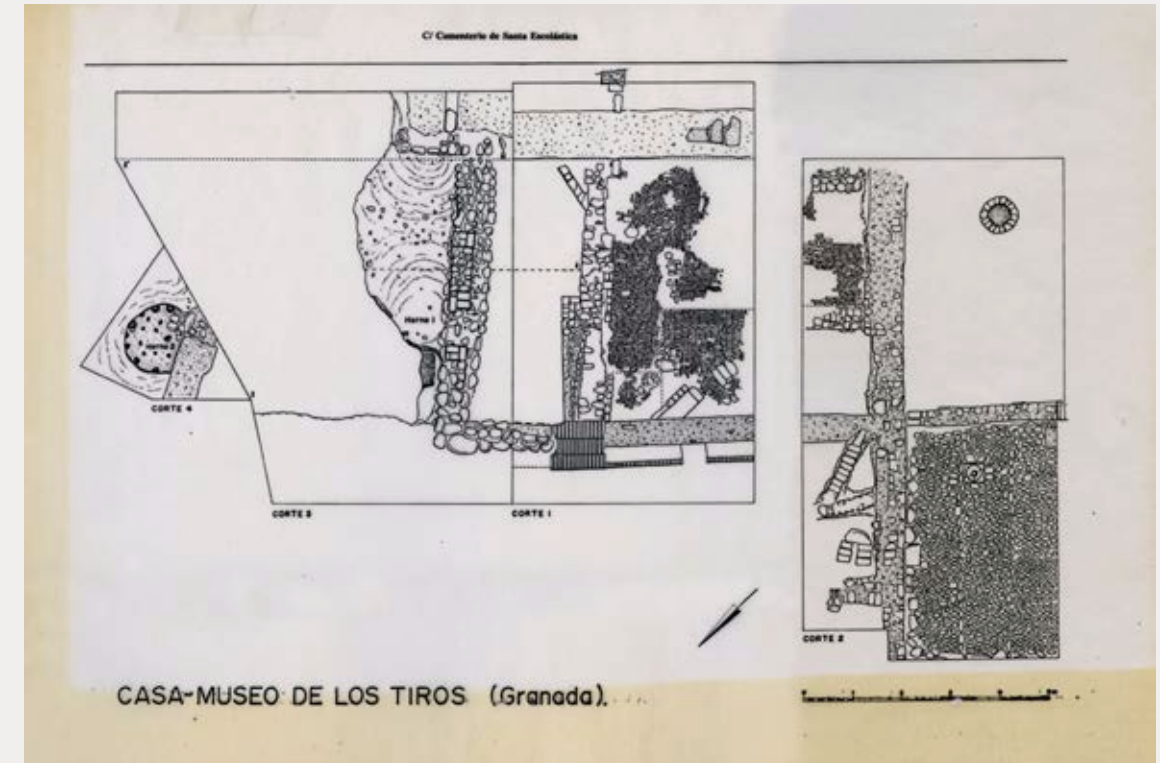 C/ Cementerio de Santa Escolástica
Horno I
Horno
CORTE 4
CORTE 3
CORTE 1
CORTE 2
CASA-MUSEO DE LOS TIROS (Granada).